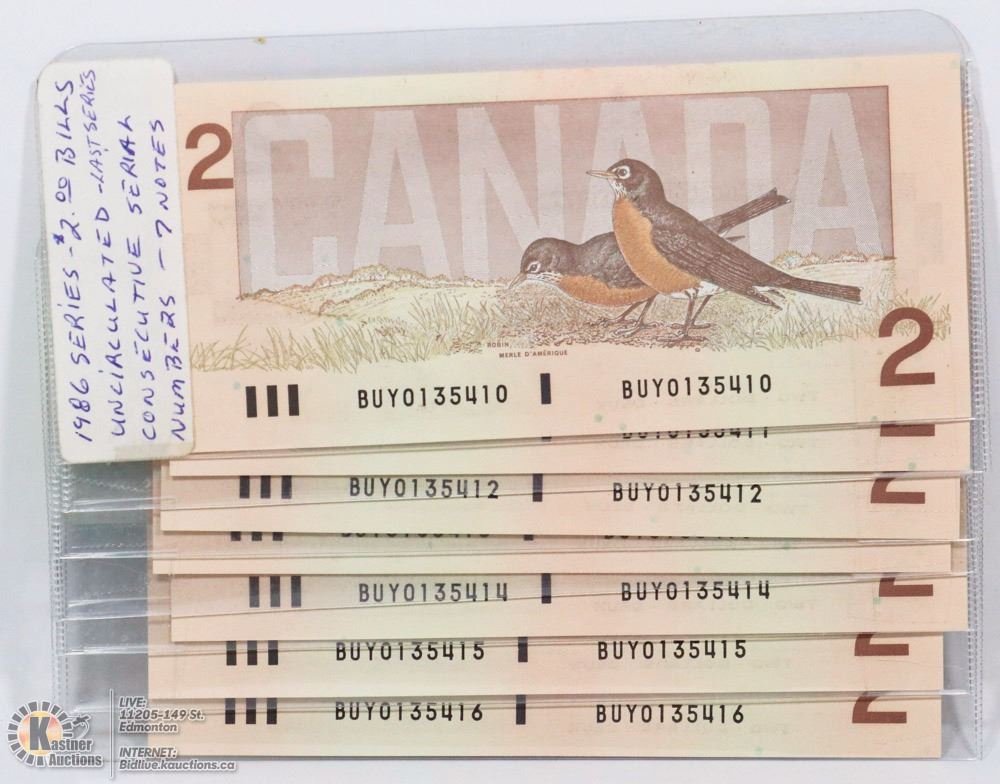 1986 SERIES - $2.00 BILLS
UNCIRCULATED - LAST SERIES
CONSECUTIVE SERIAL
NUMBERS - 7 NOTES
2
CANADA
ROBIN
MERLE D'AMÉRIQUE
2
BUY0135410 BUY0135410
BUY0135412 BUY0135412
BUY0135414 BUY0135414
BUY0135415 BUY0135415
BUY0135416 BUY0135416
Kastner
Auctions
LIVE:
11205-149 St.
Edmonton
INTERNET:
Bidlive.kauctions.ca